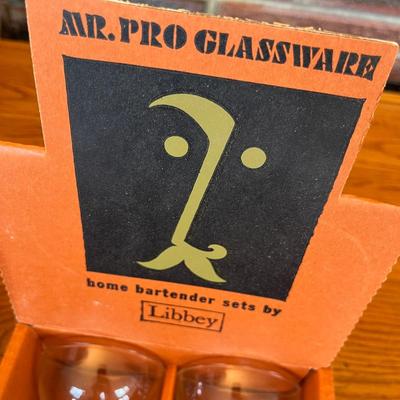 MR. PRO GLASSWARE
home bartender sets by
Libbey